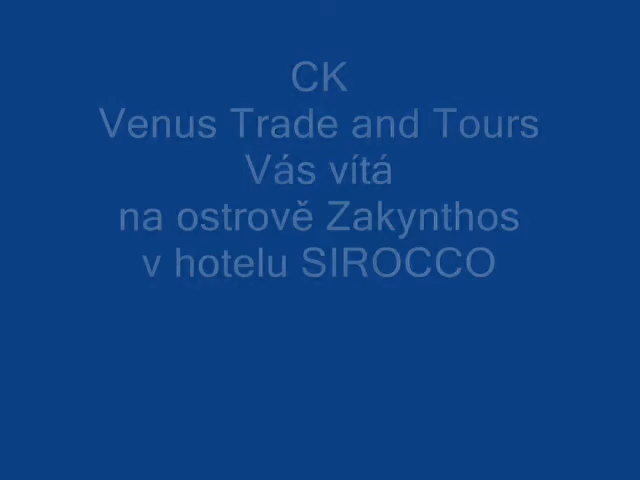 CK
Venus Trade and Tours
Vás vítá
na ostrově Zakynthos
v hotelu SIROCCO